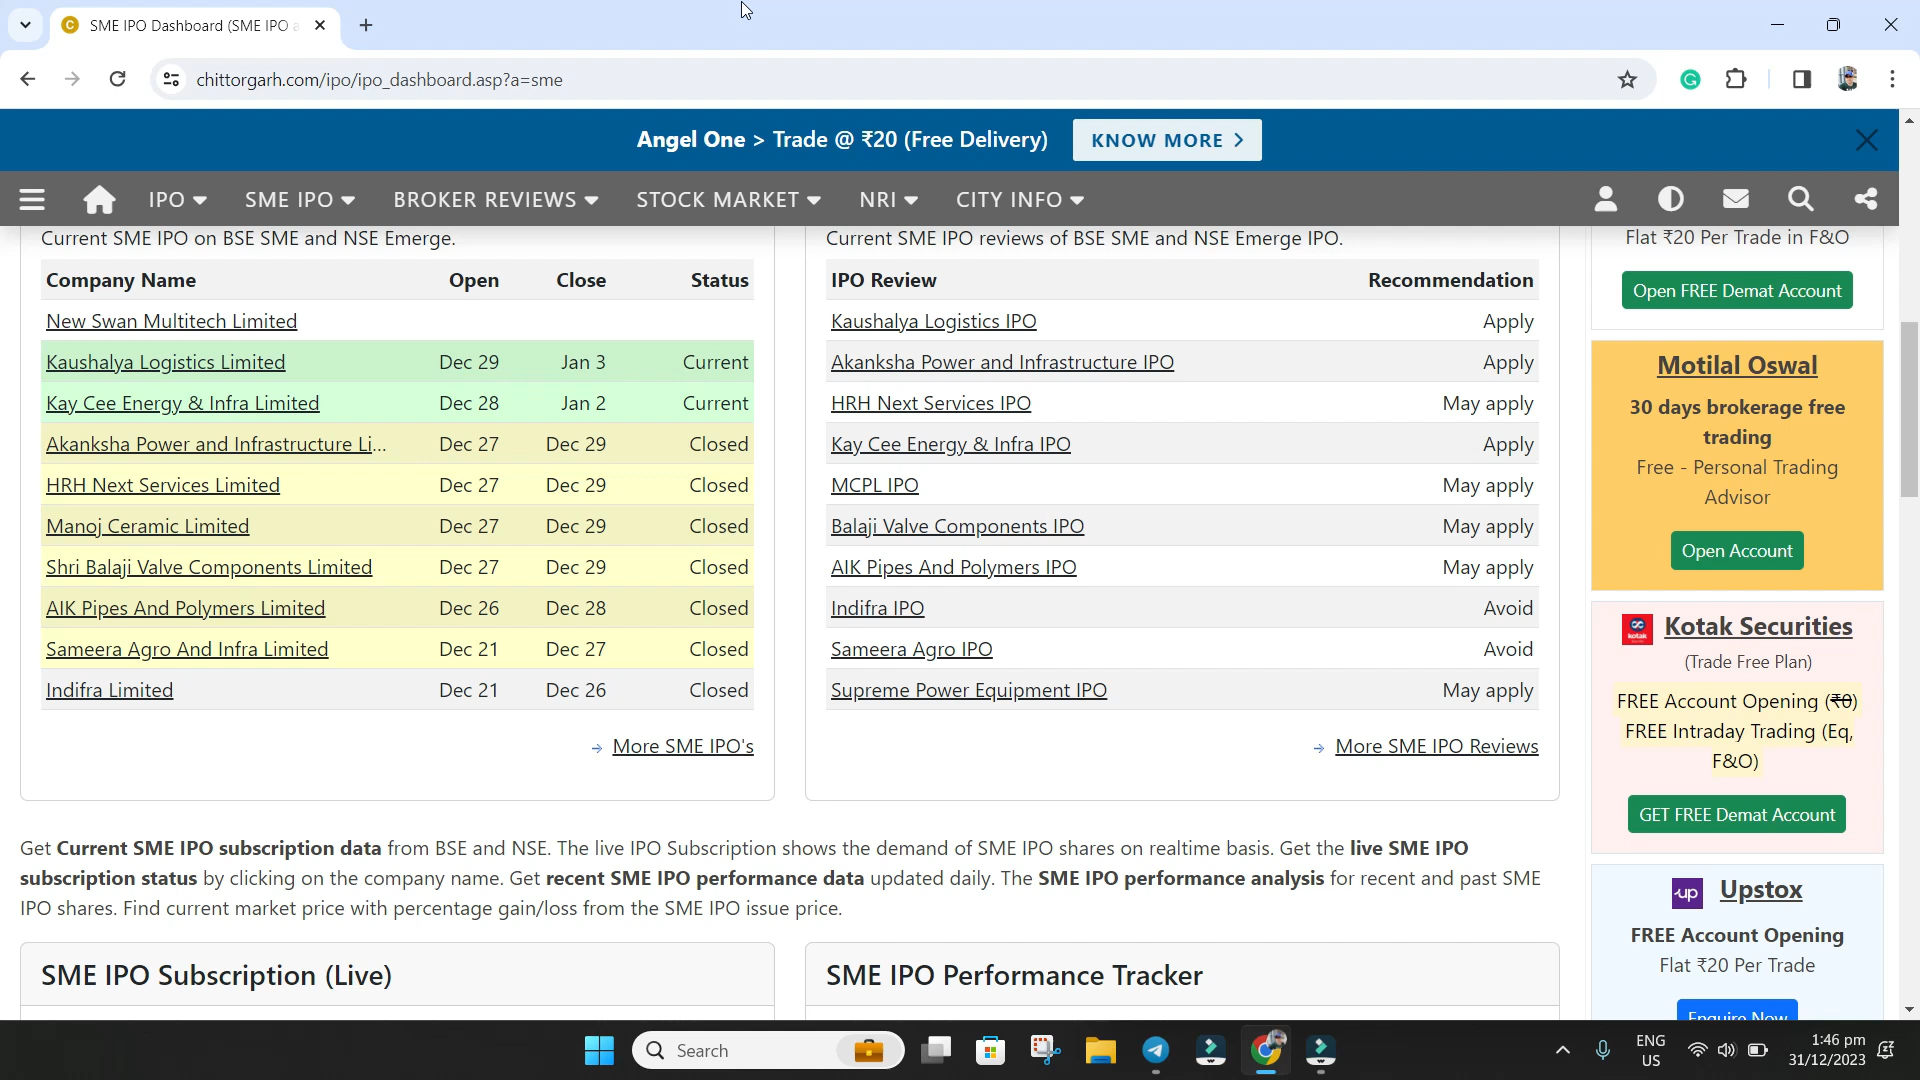 SME IPO Dashboard (SME IPO a
chittorgarh.com/ipo/ipo_dashboard.asp?a=sme
Angel One > Trade @ ₹20 (Free Delivery) KNOW MORE
IPO SME IPO BROKER REVIEWS STOCK MARKET NRI CITY INFO
Current SME IPO on BSE SME and NSE Emerge.
Company Name Open Close Status
New Swan Multitech Limited
Kaushalya Logistics Limited Dec 29 Jan 3 Current
Kay Cee Energy & Infra Limited Dec 28 Jan 2 Current
Akanksha Power and Infrastructure Li... Dec 27 Dec 29 Closed
HRH Next Services Limited Dec 27 Dec 29 Closed
Manoj Ceramic Limited Dec 27 Dec 29 Closed
Shri Balaji Valve Components Limited Dec 27 Dec 29 Closed
AIK Pipes And Polymers Limited Dec 26 Dec 28 Closed
Sameera Agro And Infra Limited Dec 21 Dec 27 Closed
Indifra Limited Dec 21 Dec 26 Closed
More SME IPO's
Current SME IPO reviews of BSE SME and NSE Emerge IPO.
IPO Review Recommendation
Kaushalya Logistics IPO Apply
Akanksha Power and Infrastructure IPO Apply
HRH Next Services IPO May apply
Kay Cee Energy & Infra IPO Apply
MCPL IPO May apply
Balaji Valve Components IPO May apply
AIK Pipes And Polymers IPO May apply
Indifra IPO Avoid
Sameera Agro IPO Avoid
Supreme Power Equipment IPO May apply
More SME IPO Reviews
Get Current SME IPO subscription data from BSE and NSE. The live IPO Subscription shows the demand of SME IPO shares on realtime basis. Get the live SME IPO
subscription status by clicking on the company name. Get recent SME IPO performance data updated daily. The SME IPO performance analysis for recent and past SME
IPO shares. Find current market price with percentage gain/loss from the SME IPO issue price.
SME IPO Subscription (Live)
SME IPO Performance Tracker
Flat ₹20 Per Trade in F&O
Open FREE Demat Account
Motilal Oswal
30 days brokerage free
trading
Free - Personal Trading
Advisor
Open Account
kotak
Kotak Securities
(Trade Free Plan)
FREE Account Opening (₹0)
FREE Intraday Trading (Eq,
F&O)
GET FREE Demat Account
up
Upstox
FREE Account Opening
Flat ₹20 Per Trade
Enquire Now
Search
ENG
US
1:46 pm
31/12/2023